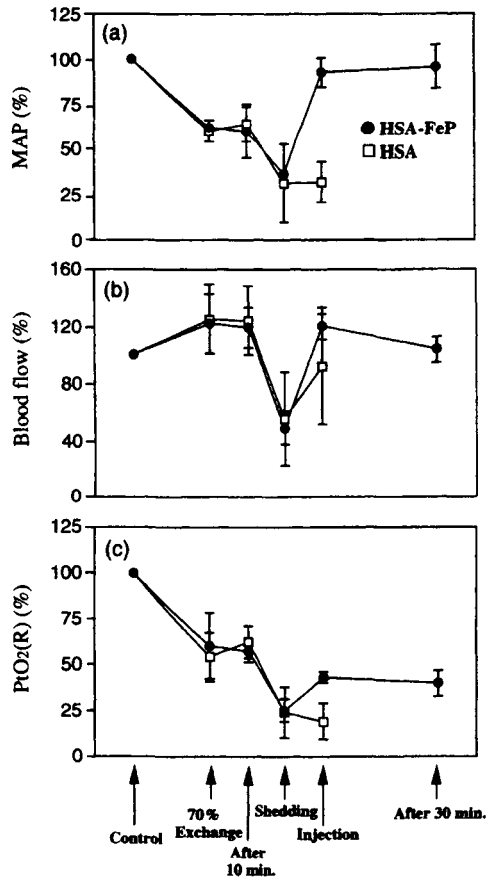 125
(a)
100
75
MAP (%)
HSA-FeP
HSA
50
25
0
160
(b)
120
Blood flow (%)
80
40
0
125
(c)
100
75
PtO2(R) (%)
50
25
0
Control
70%
Exchange
After
10 min.
Shedding
Injection
After 30 min.